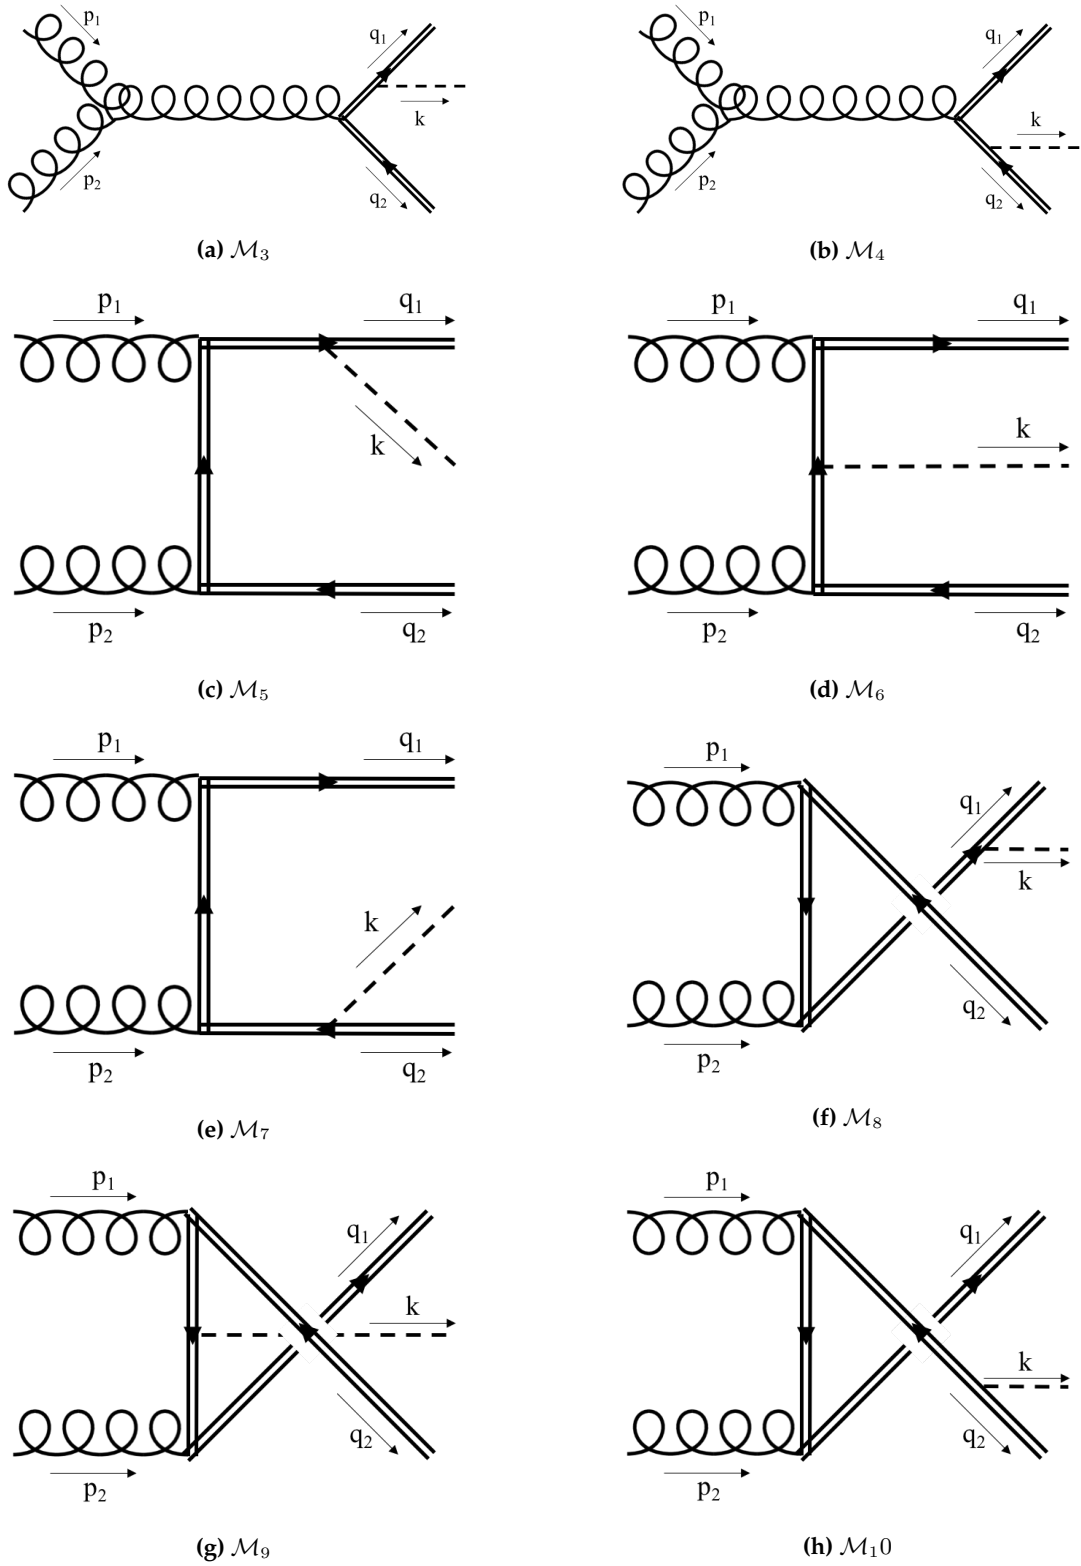 p₁ q₁ k p₂ q₂
(a) ℳ₃
p₁ q₁ k p₂ q₂
(b) ℳ₄
p₁ q₁
k
p₂ q₂
(c) ℳ₅
p₁ q₁
k
p₂ q₂
(d) ℳ₆
p₁ q₁
k
p₂ q₂
(e) ℳ₇
p₁
q₁
k
q₂
p₂
(f) ℳ₈
p₁
q₁
k
q₂
p₂
(g) ℳ₉
p₁
q₁
k
q₂
p₂
(h) ℳ₁0